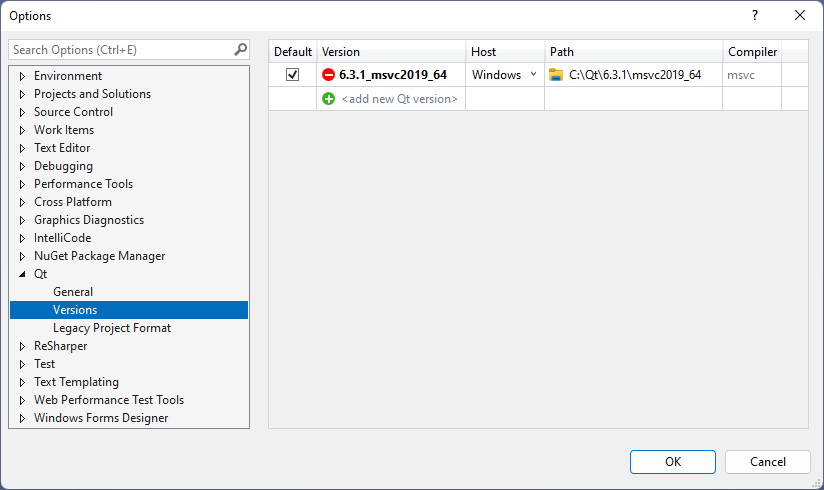 Options
?
Search Options (Ctrl+E)
Environment
Projects and Solutions
Source Control
Work Items
Text Editor
Debugging
Performance Tools
Cross Platform
Graphics Diagnostics
IntelliCode
NuGet Package Manager
Qt
General
Versions
Legacy Project Format
ReSharper
Test
Text Templating
Web Performance Test Tools
Windows Forms Designer
Default Version Host Path Compiler
6.3.1_msvc2019_64 Windows C:\Qt\6.3.1\msvc2019_64 msvc
<add new Qt version>
OK Cancel